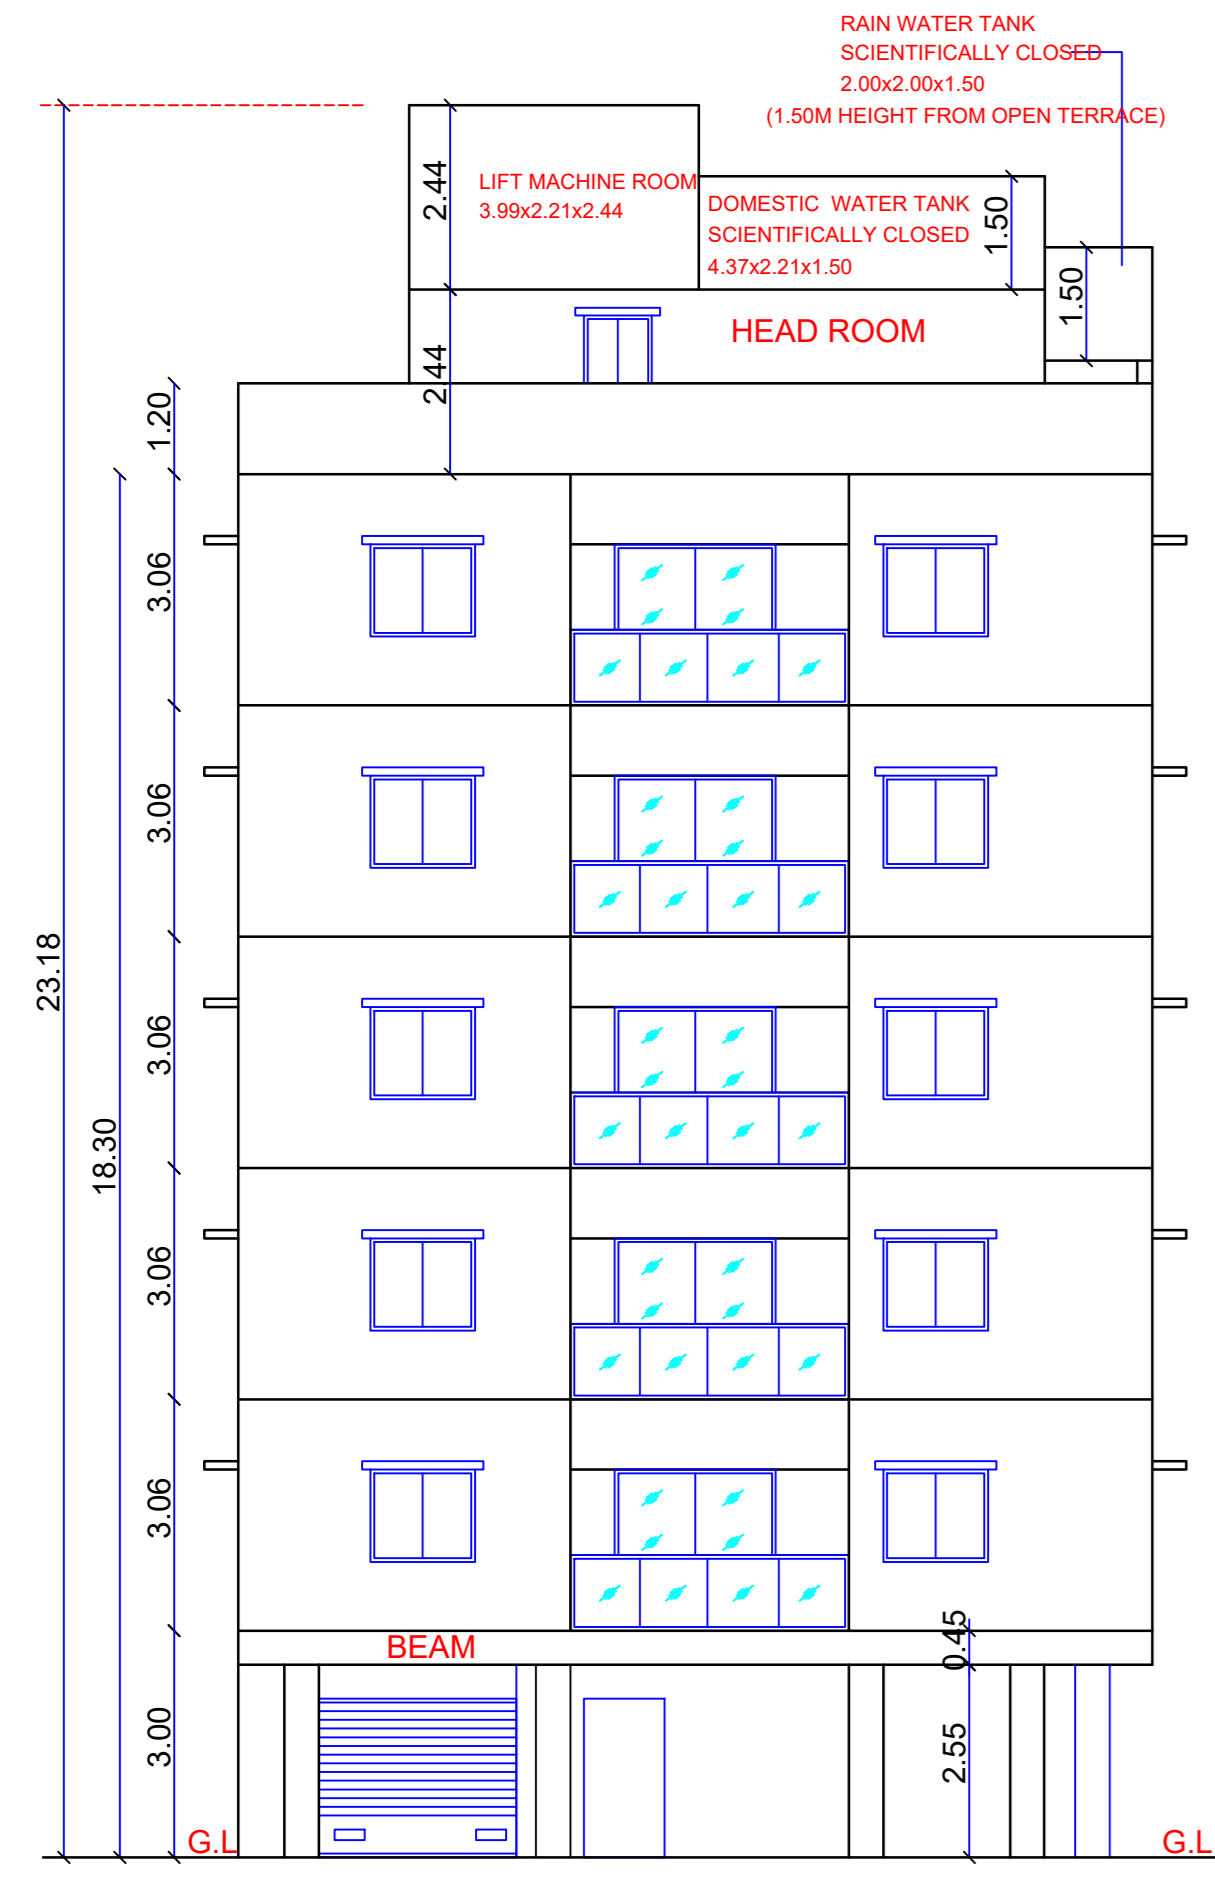 RAIN WATER TANK
SCIENTIFICALLY CLOSED
2.00x2.00x1.50
(1.50M HEIGHT FROM OPEN TERRACE)
2.44
LIFT MACHINE ROOM
3.99x2.21x2.44
DOMESTIC WATER TANK
SCIENTIFICALLY CLOSED
4.37x2.21x1.50
1.50
1.50
HEAD ROOM
2.44
1.20
3.06
3.06
23.18
3.06
18.30
3.06
3.06
BEAM
0.45
3.00
2.55
G.L
G.L